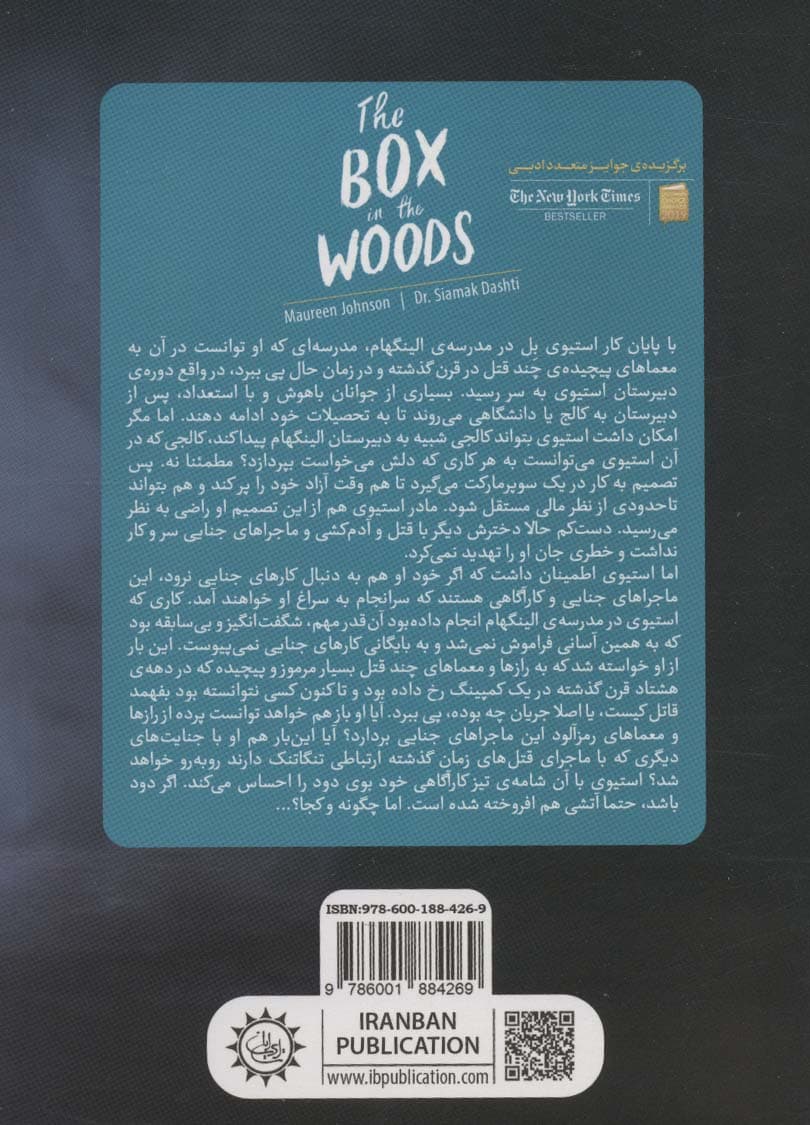 The
BOX
in the
WOODS
Maureen Johnson | Dr. Siamak Dashti
برگزیده‌ی جوایز متعدد ادبی
The New York Times
BESTSELLER
2019
با پایان کار استیوی بِل در مدرسه‌ی الینگهام، مدرسه‌ای که او توانست در آن به
معماهای پیچیده‌ی چند قتل در قرن گذشته و در زمان حال پی ببرد، در واقع دوره‌ی
دبیرستان استیوی به سر رسید. بسیاری از جوانان باهوش و با استعداد، پس از
دبیرستان به کالج یا دانشگاهی می‌روند تا به تحصیلات خود ادامه دهند. اما مگر
امکان داشت استیوی بتواند کالجی شبیه به دبیرستان الینگهام پیدا کند، کالجی که در
آن استیوی می‌توانست به هر کاری که دلش می‌خواست بپردازد؟ مطمئنا نه. پس
تصمیم به کار در یک سوپرمارکت می‌گیرد تا هم وقت آزاد خود را پر کند و هم بتواند
تاحدودی از نظر مالی مستقل شود. مادر استیوی هم از این تصمیم او راضی به نظر
می‌رسید. دست‌کم حالا دخترش دیگر با قتل و آدم‌کشی و ماجراهای جنایی سر و کار
نداشت و خطری جان او را تهدید نمی‌کرد.
اما استیوی اطمینان داشت که اگر خود او هم به دنبال کارهای جنایی نرود، این
ماجراهای جنایی و کارآگاهی هستند که سرانجام به سراغ او خواهند آمد. کاری که
استیوی در مدرسه‌ی الینگهام انجام داده بود آن قدر مهم، شگفت‌انگیز و بی‌سابقه بود
که به همین آسانی فراموش نمی‌شد و به بایگانی کارهای جنایی نمی‌پیوست. این بار
از او خواسته شد که به رازها و معماهای چند قتل بسیار مرموز و پیچیده که در دهه‌ی
هشتاد قرن گذشته در یک کمپینگ رخ داده بود و تا کنون کسی نتوانسته بود بفهمد
قاتل کیست، یا اصلا جریان چه بوده، پی ببرد. آیا او باز هم خواهد توانست پرده از رازها
و معماهای رمزآلود این ماجراهای جنایی بردارد؟ آیا این‌بار هم او با جنایت‌های
دیگری که با ماجرای قتل‌های زمان گذشته ارتباطی تنگاتنگ دارند روبه‌رو خواهد
شد؟ استیوی با آن شامه‌ی تیز کارآگاهی خود بوی دود را احساس می‌کند. اگر دود
باشد، حتما آتشی هم افروخته شده است. اما چگونه و کجا؟...
ISBN:978-600-188-426-9
9 786001 884269
IRANBAN
PUBLICATION
www.ibpublication.com